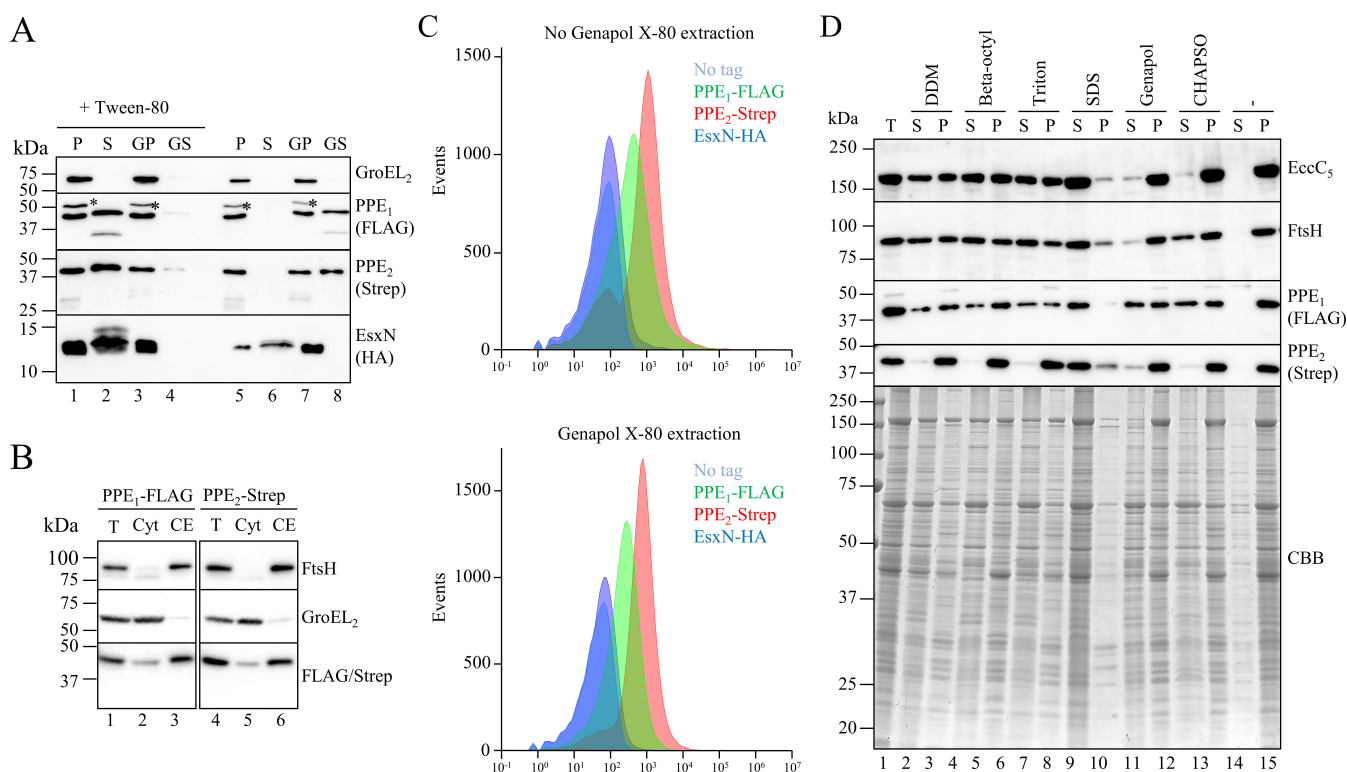 A
+ Tween-80
kDa P S GP GS P S GP GS
75
50
GroEL2
50
37
* * * *
PPE1
(FLAG)
50
37
25
PPE2
(Strep)
15
10
EsxN
(HA)
1 2 3 4 5 6 7 8
B
PPE1-FLAG PPE2-Strep
kDa T Cyt CE T Cyt CE
100
75
FtsH
75
50
GroEL2
50
37
FLAG/Strep
1 2 3 4 5 6
C
No Genapol X-80 extraction
1500
1000
500
0
Events
No tag
PPE1-FLAG
PPE2-Strep
EsxN-HA
10-1 100 101 102 103 104 105 106 107
Genapol X-80 extraction
1500
1000
500
0
Events
No tag
PPE1-FLAG
PPE2-Strep
EsxN-HA
10-1 100 101 102 103 104 105 106 107
D
DDM Beta-octyl Triton SDS Genapol CHAPSO -
kDa T S P S P S P S P S P S P S P
250
150
EccC5
100
75
FtsH
50
37
PPE1
(FLAG)
50
37
PPE2
(Strep)
250
150
100
75
50
37
25
20
CBB
1 2 3 4 5 6 7 8 9 10 11 12 13 14 15